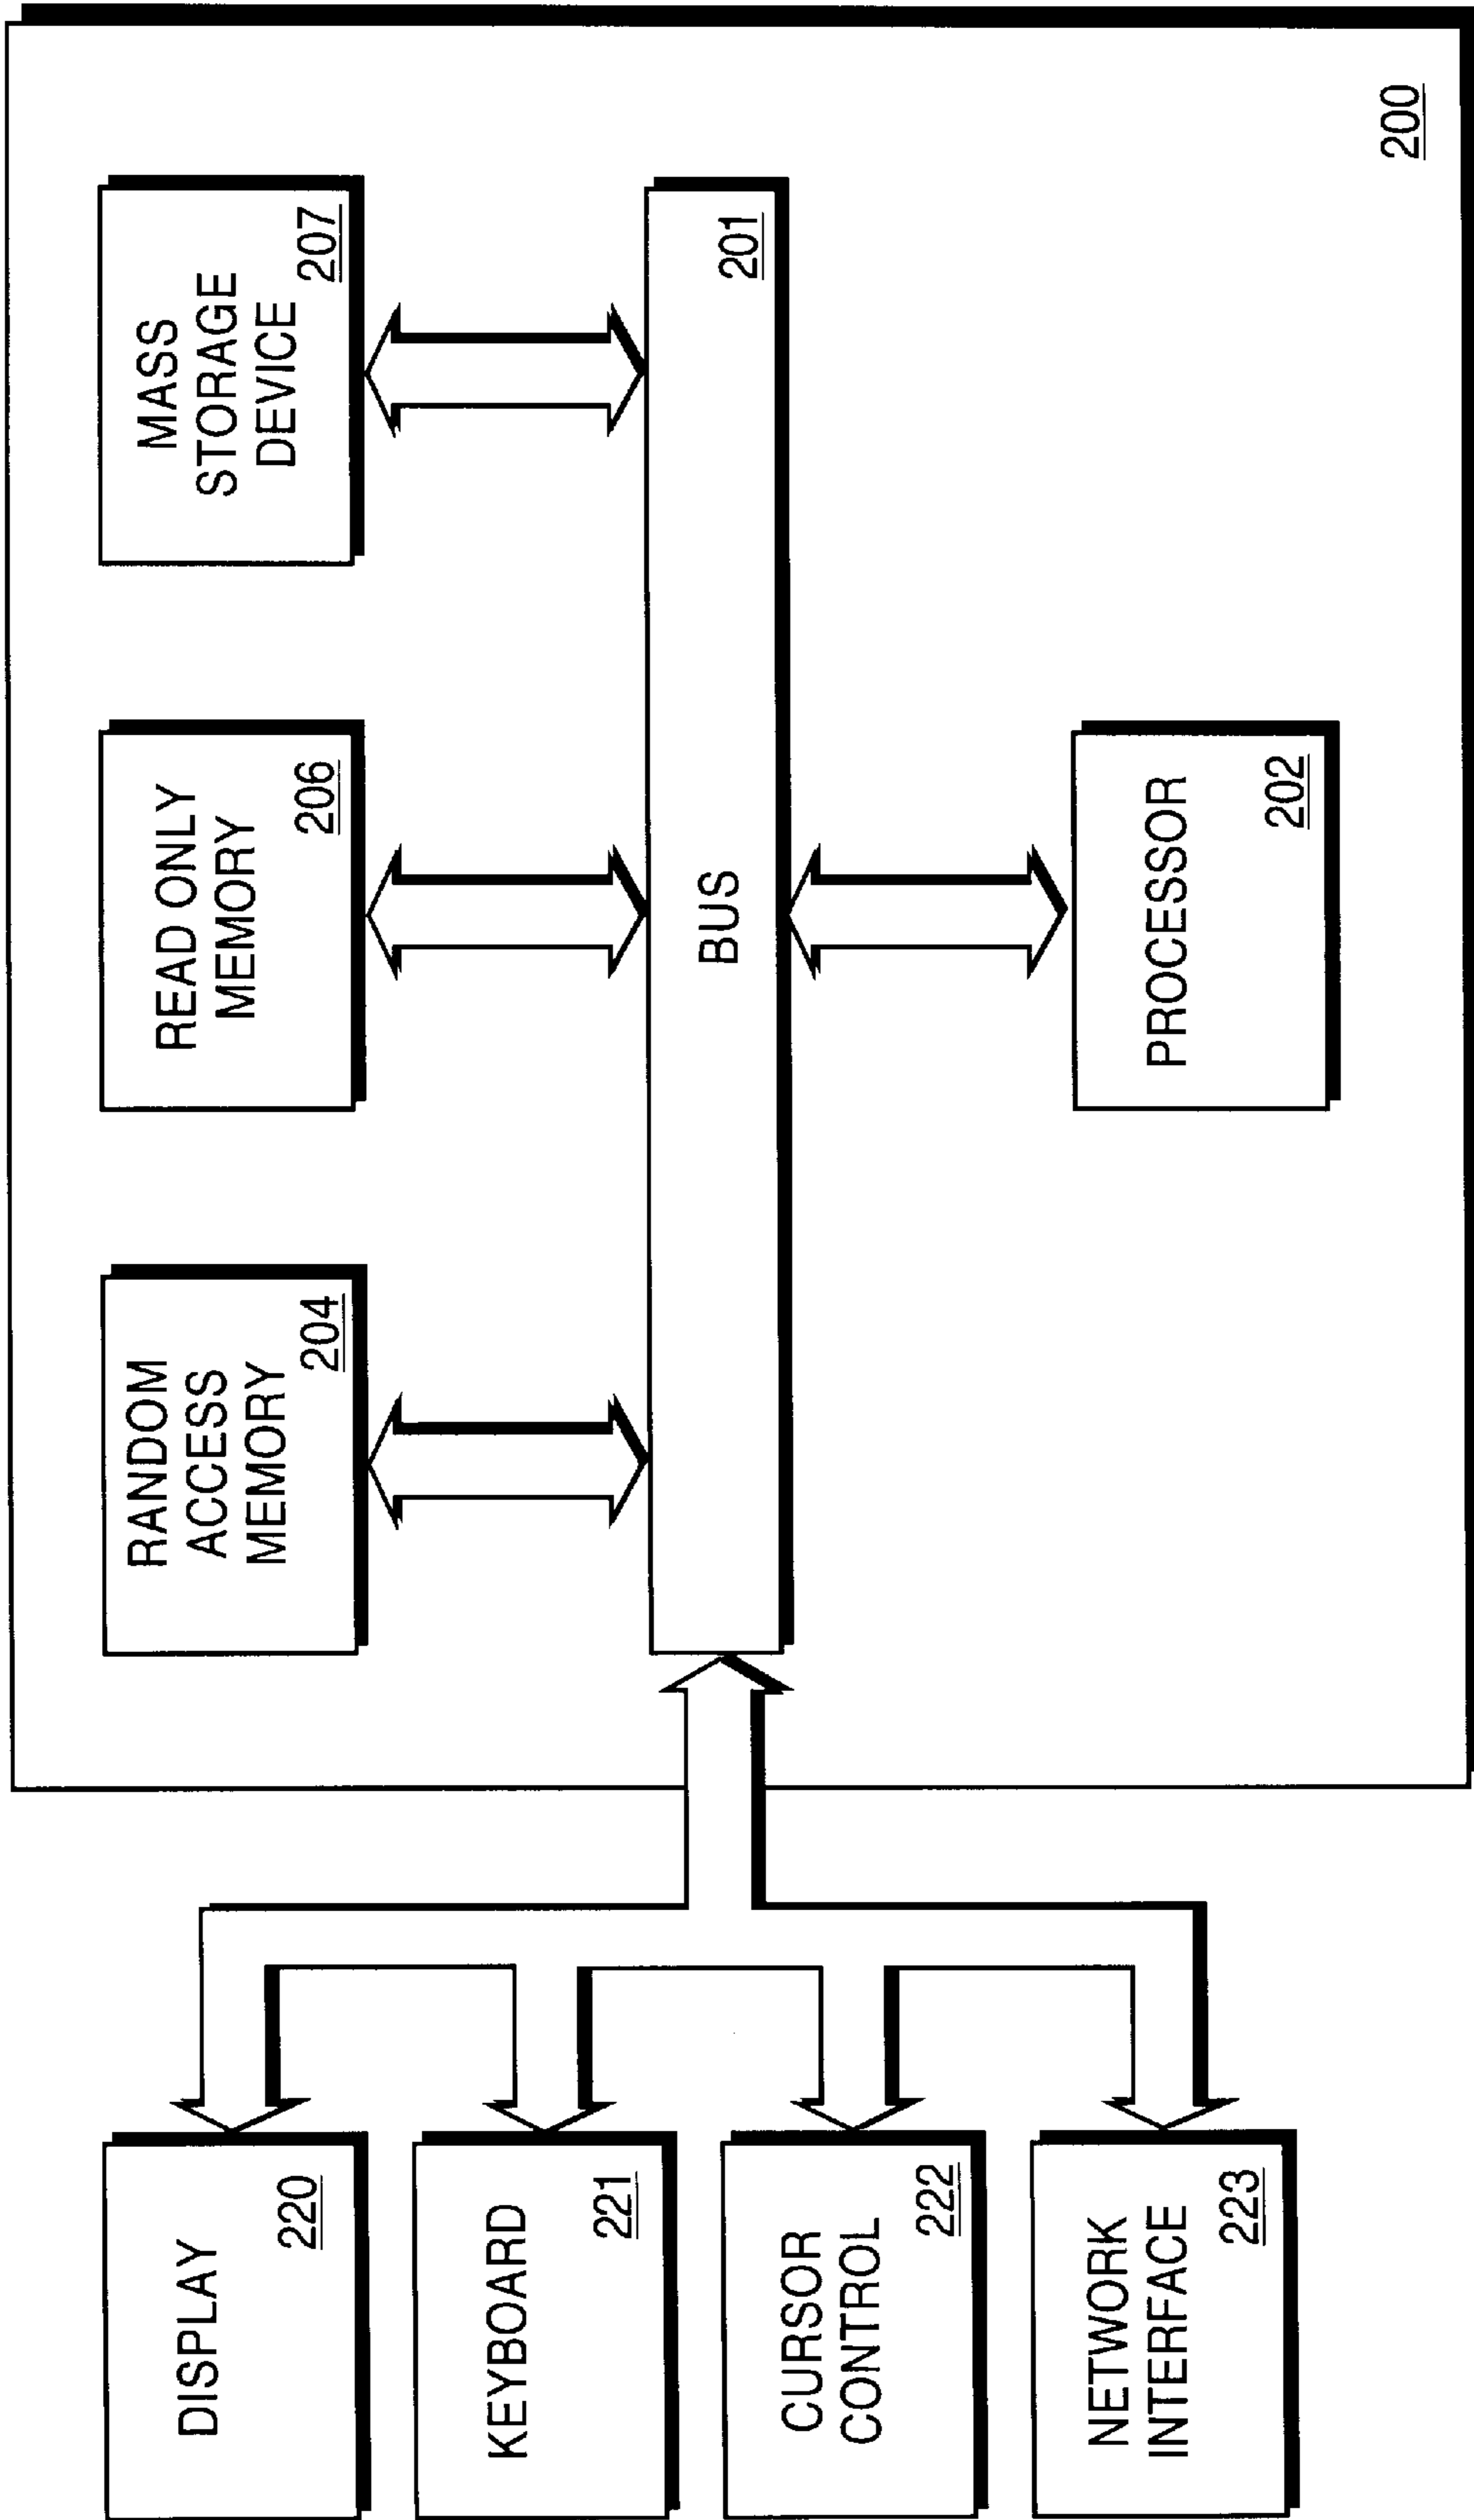 DISPLAY
220
KEYBOARD
221
CURSOR
CONTROL
222
NETWORK
INTERFACE
223
RANDOM
ACCESS
MEMORY
204
READ ONLY
MEMORY
206
MASS
STORAGE
DEVICE
207
BUS
201
PROCESSOR
202
200